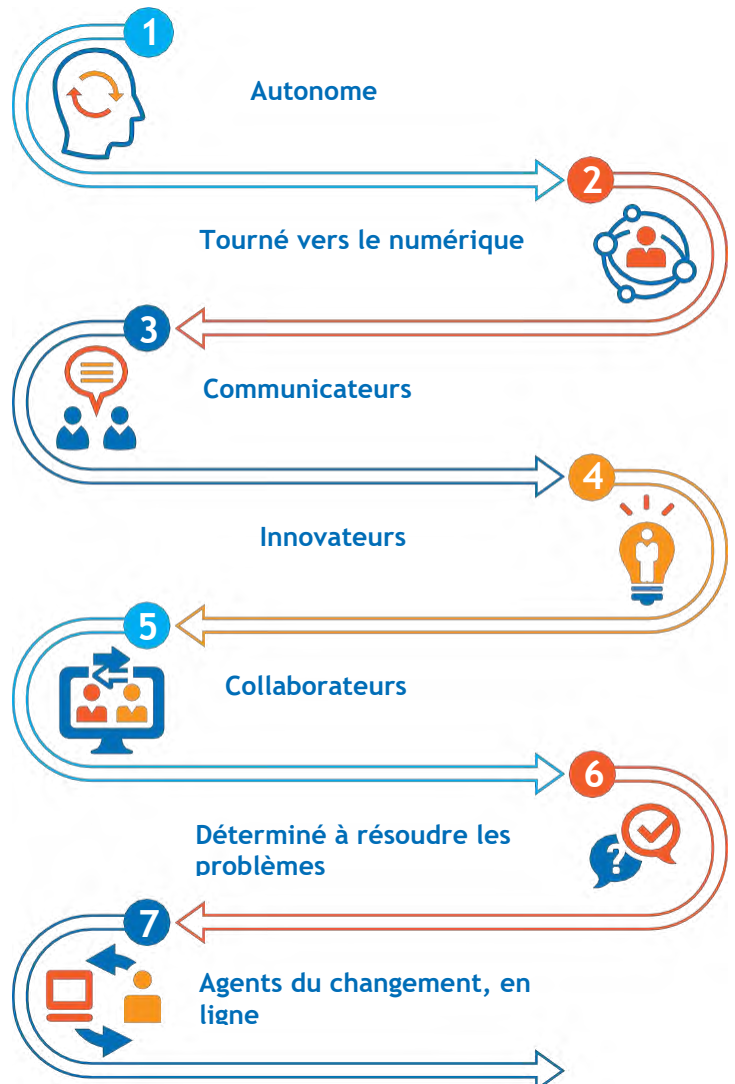 1
Autonome
2
Tourné vers le numérique
3
Communicateurs
4
Innovateurs
5
Collaborateurs
6
Déterminé à résoudre les
problèmes
?
7
Agents du changement, en
ligne